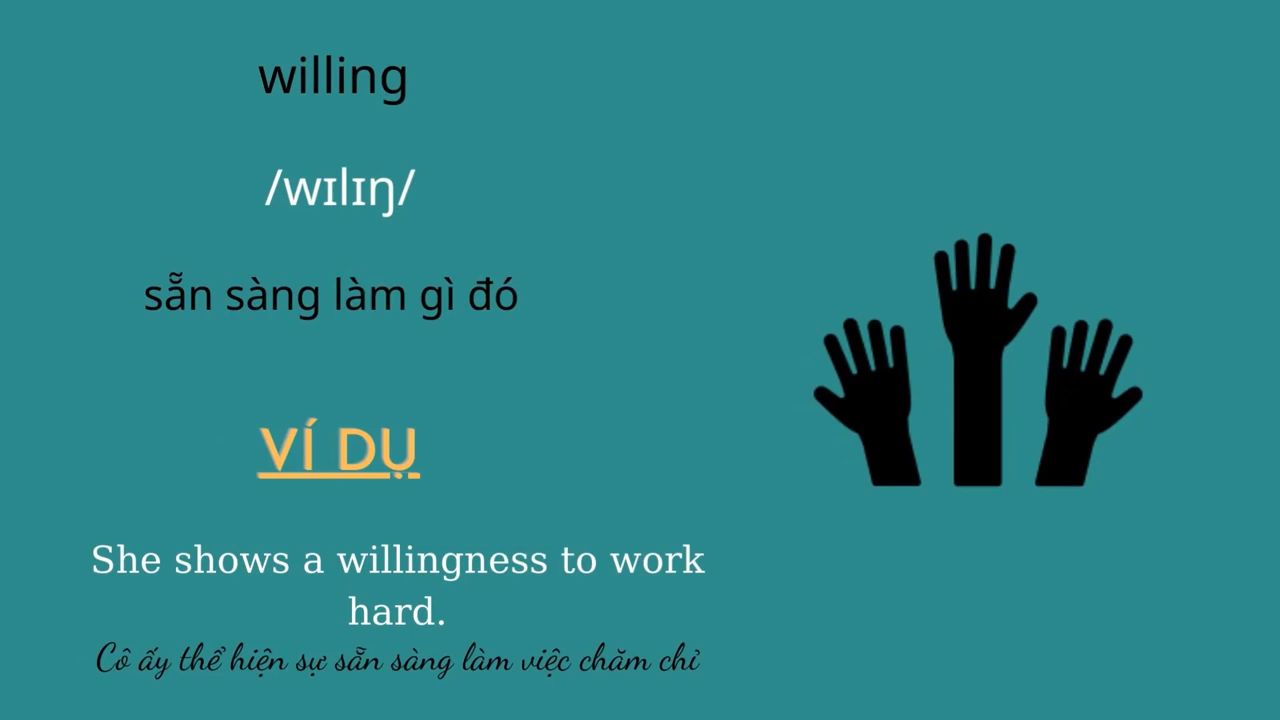 willing
/wɪlɪŋ/
sẵn sàng làm gì đó
VÍ DỤ
She shows a willingness to work
hard.
Cô ấy thể hiện sự sẵn sàng làm việc chăm chỉ